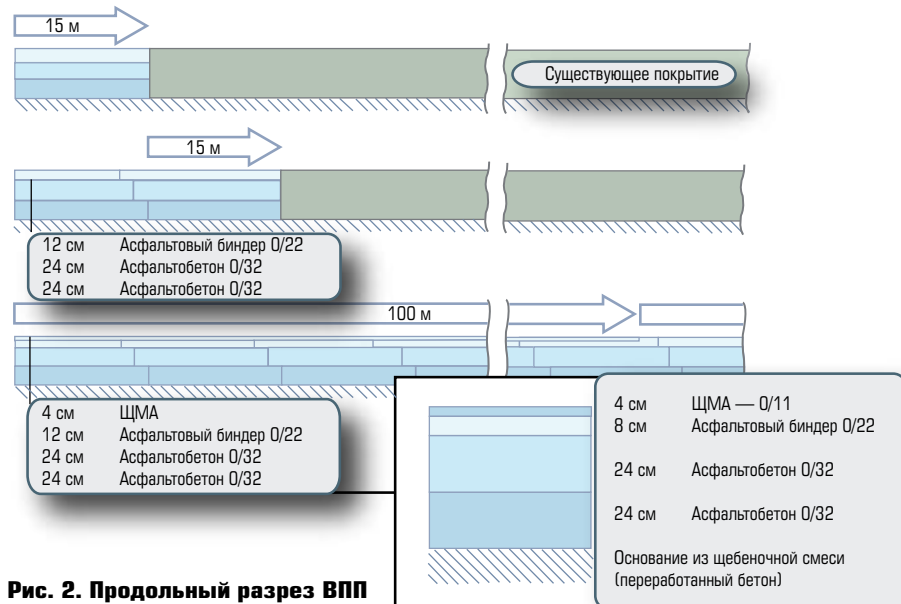 15 м
Существующее покрытие
15 м
12 см Асфальтовый биндер 0/22
24 см Асфальтобетон 0/32
24 см Асфальтобетон 0/32
100 м
4 см ЩМА
12 см Асфальтовый биндер 0/22
24 см Асфальтобетон 0/32
24 см Асфальтобетон 0/32
4 см ЩМА — 0/11
8 см Асфальтовый биндер 0/22
24 см Асфальтобетон 0/32
24 см Асфальтобетон 0/32
Основание из щебеночной смеси
(переработанный бетон)
Рис. 2. Продольный разрез ВПП